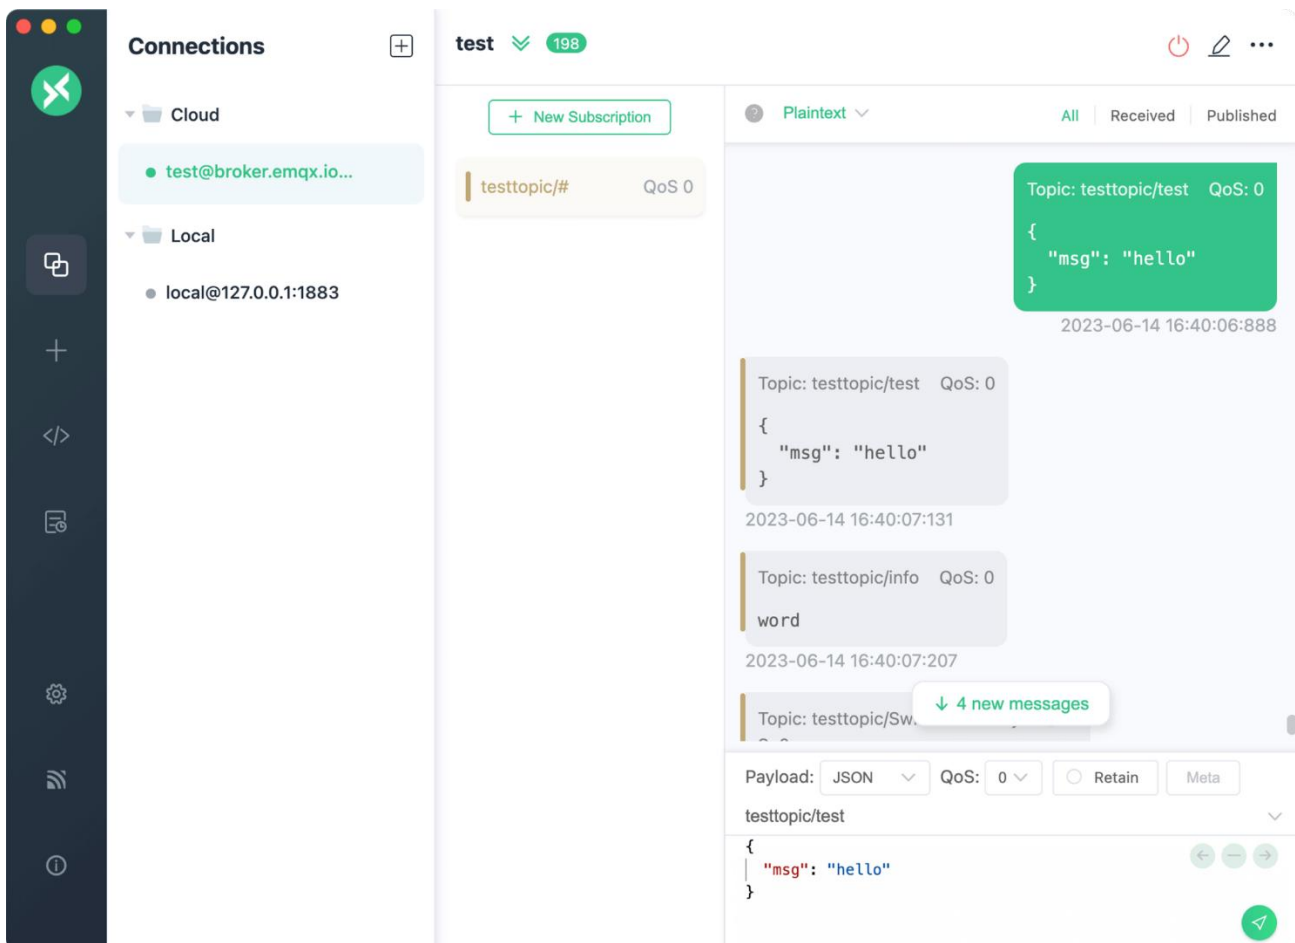 Connections
Cloud
test@broker.emqx.io...
Local
local@127.0.0.1:1883
test 198
+ New Subscription
testtopic/# QoS 0
Plaintext
All Received Published
Topic: testtopic/test QoS: 0
{
"msg": "hello"
}
2023-06-14 16:40:06:888
Topic: testtopic/test QoS: 0
{
"msg": "hello"
}
2023-06-14 16:40:07:131
Topic: testtopic/info QoS: 0
word
2023-06-14 16:40:07:207
Topic: testtopic/Sw
↓ 4 new messages
Payload: JSON QoS: 0 Retain Meta
testtopic/test
{
"msg": "hello"
}